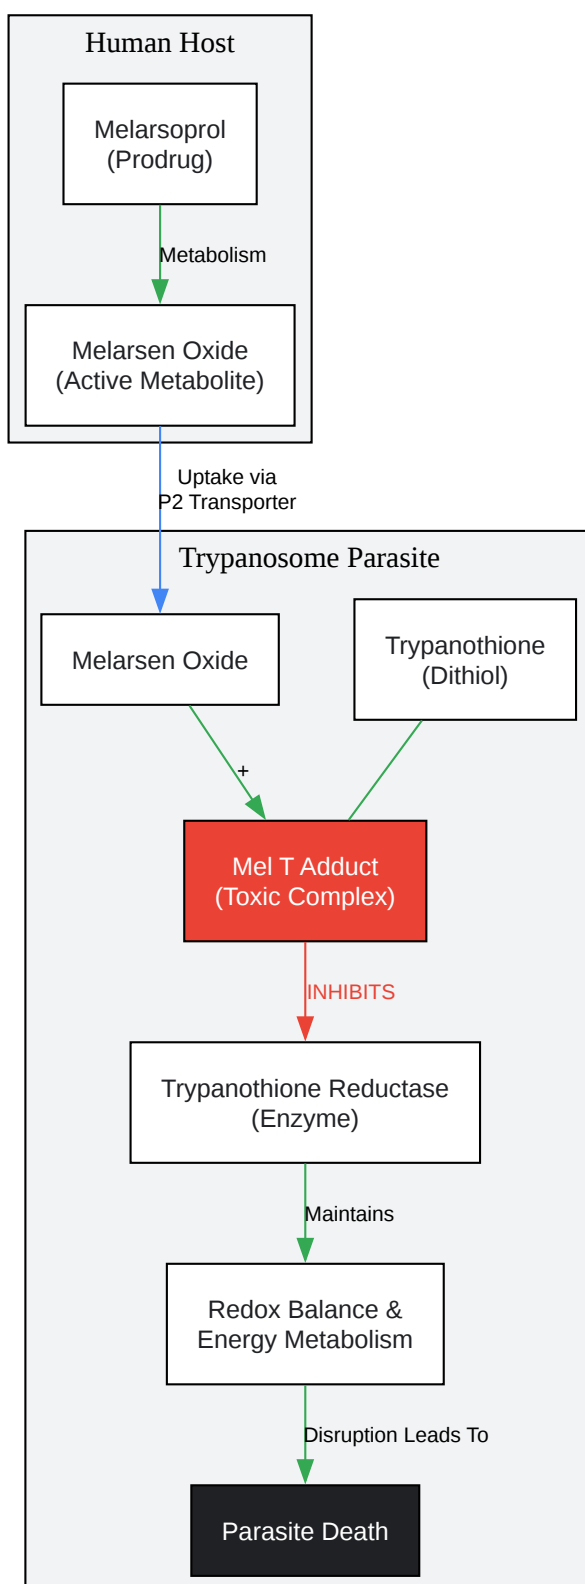 Human Host
Melarsoprol
(Prodrug)
Metabolism
Melarsen Oxide
(Active Metabolite)
Uptake via
P2 Transporter
Trypanosome Parasite
Melarsen Oxide
Trypanothione
(Dithiol)
+
Mel T Adduct
(Toxic Complex)
INHIBITS
Trypanothione Reductase
(Enzyme)
Maintains
Redox Balance &
Energy Metabolism
Disruption Leads To
Parasite Death